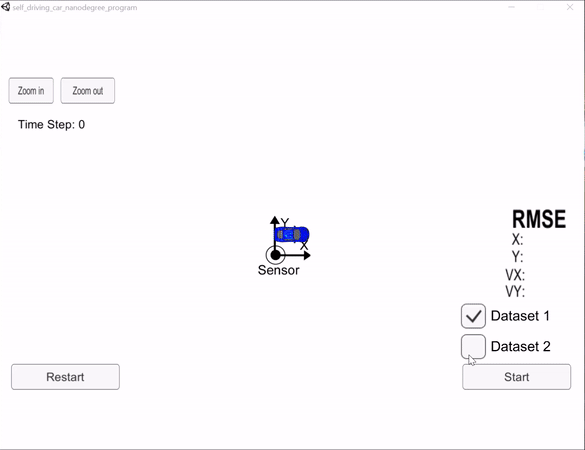 self_driving_car_nanodegree_program
Zoom in
Zoom out
Time Step: 0
Y
X
Sensor
RMSE
X:
Y:
VX:
VY:
Dataset 1
Dataset 2
Restart
Start